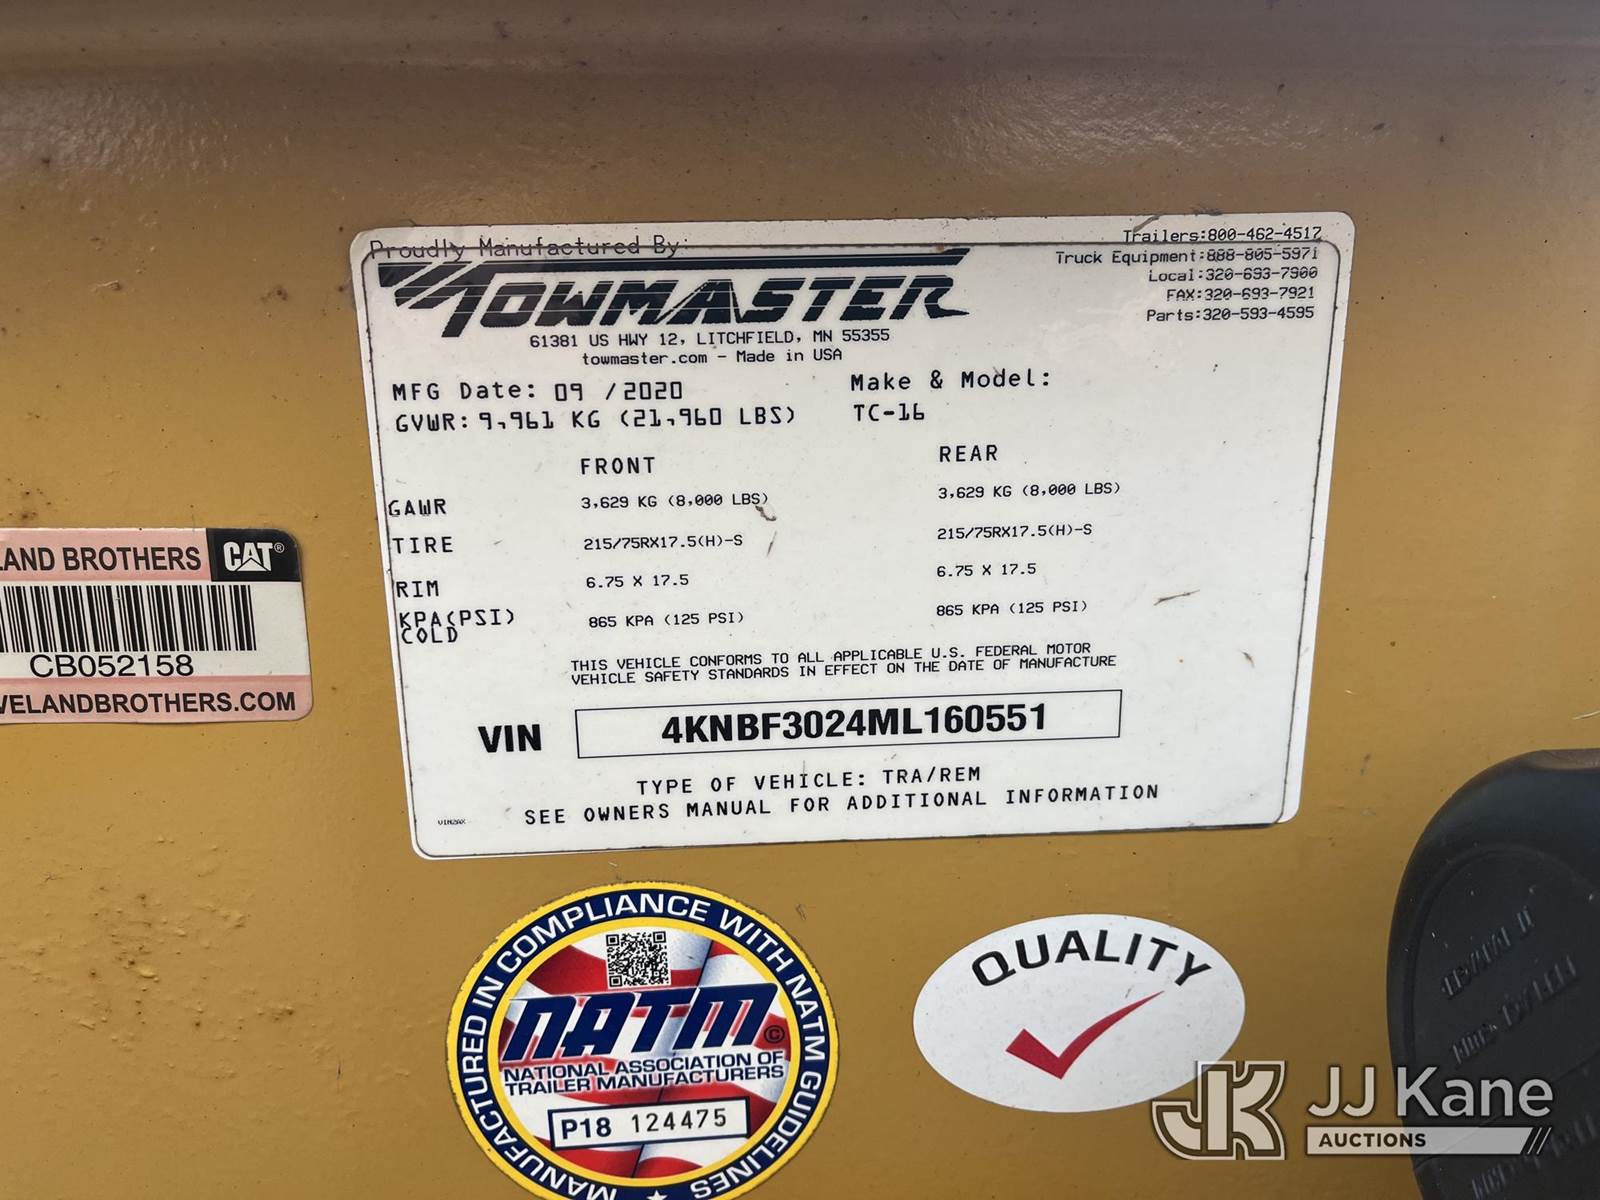 Proudly Manufactured By:
TOWMASTER
61381 US HWY 12, LITCHFIELD, MN 55355
towmaster.com - Made in USA
Trailers:800-462-4517
Truck Equipment:888-805-5971
Local:320-693-7900
FAX:320-693-7921
Parts:320-593-4595
MFG Date: 09 /2020
Make & Model:
GVWR: 9,961 KG (21,960 LBS)
TC-16
FRONT REAR
GAWR 3,629 KG (8,000 LBS) 3,629 KG (8,000 LBS)
TIRE 215/75RX17.5(H)-S 215/75RX17.5(H)-S
RIM 6.75 X 17.5 6.75 X 17.5
KPA(PSI) 865 KPA (125 PSI) 865 KPA (125 PSI)
COLD
THIS VEHICLE CONFORMS TO ALL APPLICABLE U.S. FEDERAL MOTOR
VEHICLE SAFETY STANDARDS IN EFFECT ON THE DATE OF MANUFACTURE
VIN 4KNBF3024ML160551
TYPE OF VEHICLE: TRA/REM
SEE OWNERS MANUAL FOR ADDITIONAL INFORMATION
VIN2AX
LAND BROTHERS CAT®
CB052158
VELANDBROTHERS.COM
MANUFACTURED IN COMPLIANCE WITH NATM GUIDELINES
NATM©
NATIONAL ASSOCIATION OF
TRAILER MANUFACTURERS
P18 124475
QUALITY
JK JJ Kane
AUCTIONS